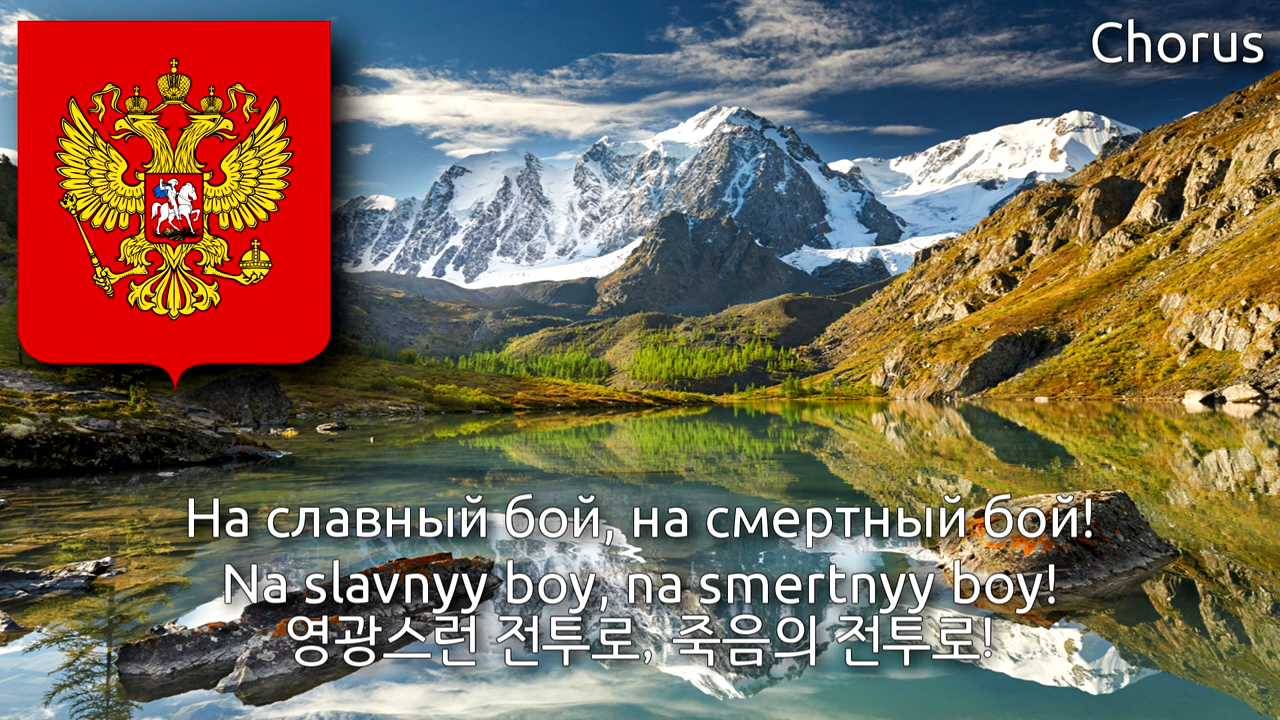 Chorus
На славный бой, на смертный бой!
Na slavnyy boy, na smertnyy boy!
영광스런 전투로, 죽음의 전투로!